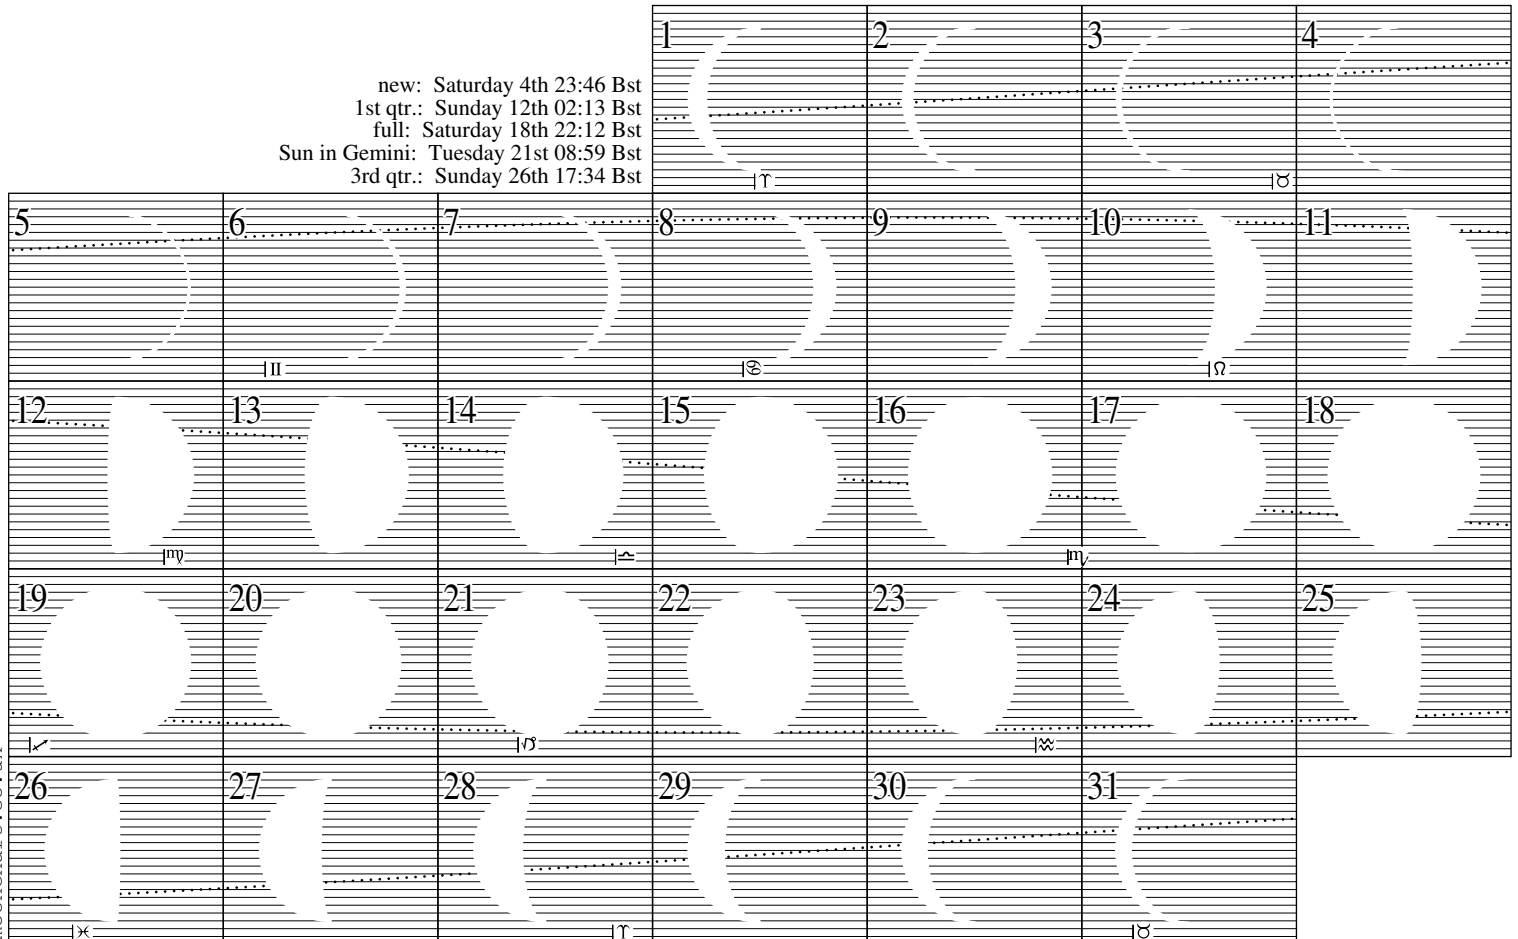 new: Saturday 4th 23:46 Bst
1st qtr.: Sunday 12th 02:13 Bst
full: Saturday 18th 22:12 Bst
Sun in Gemini: Tuesday 21st 08:59 Bst
3rd qtr.: Sunday 26th 17:34 Bst
1 2 3 4
♈ ♉
5 6 7 8 9 10 11
♊ ♋ ♌
12 13 14 15 16 17 18
♍ ♎ ♏
19 20 21 22 23 24 25
♐ ♑ ♒
26 27 28 29 30 31
♓ ♈ ♉